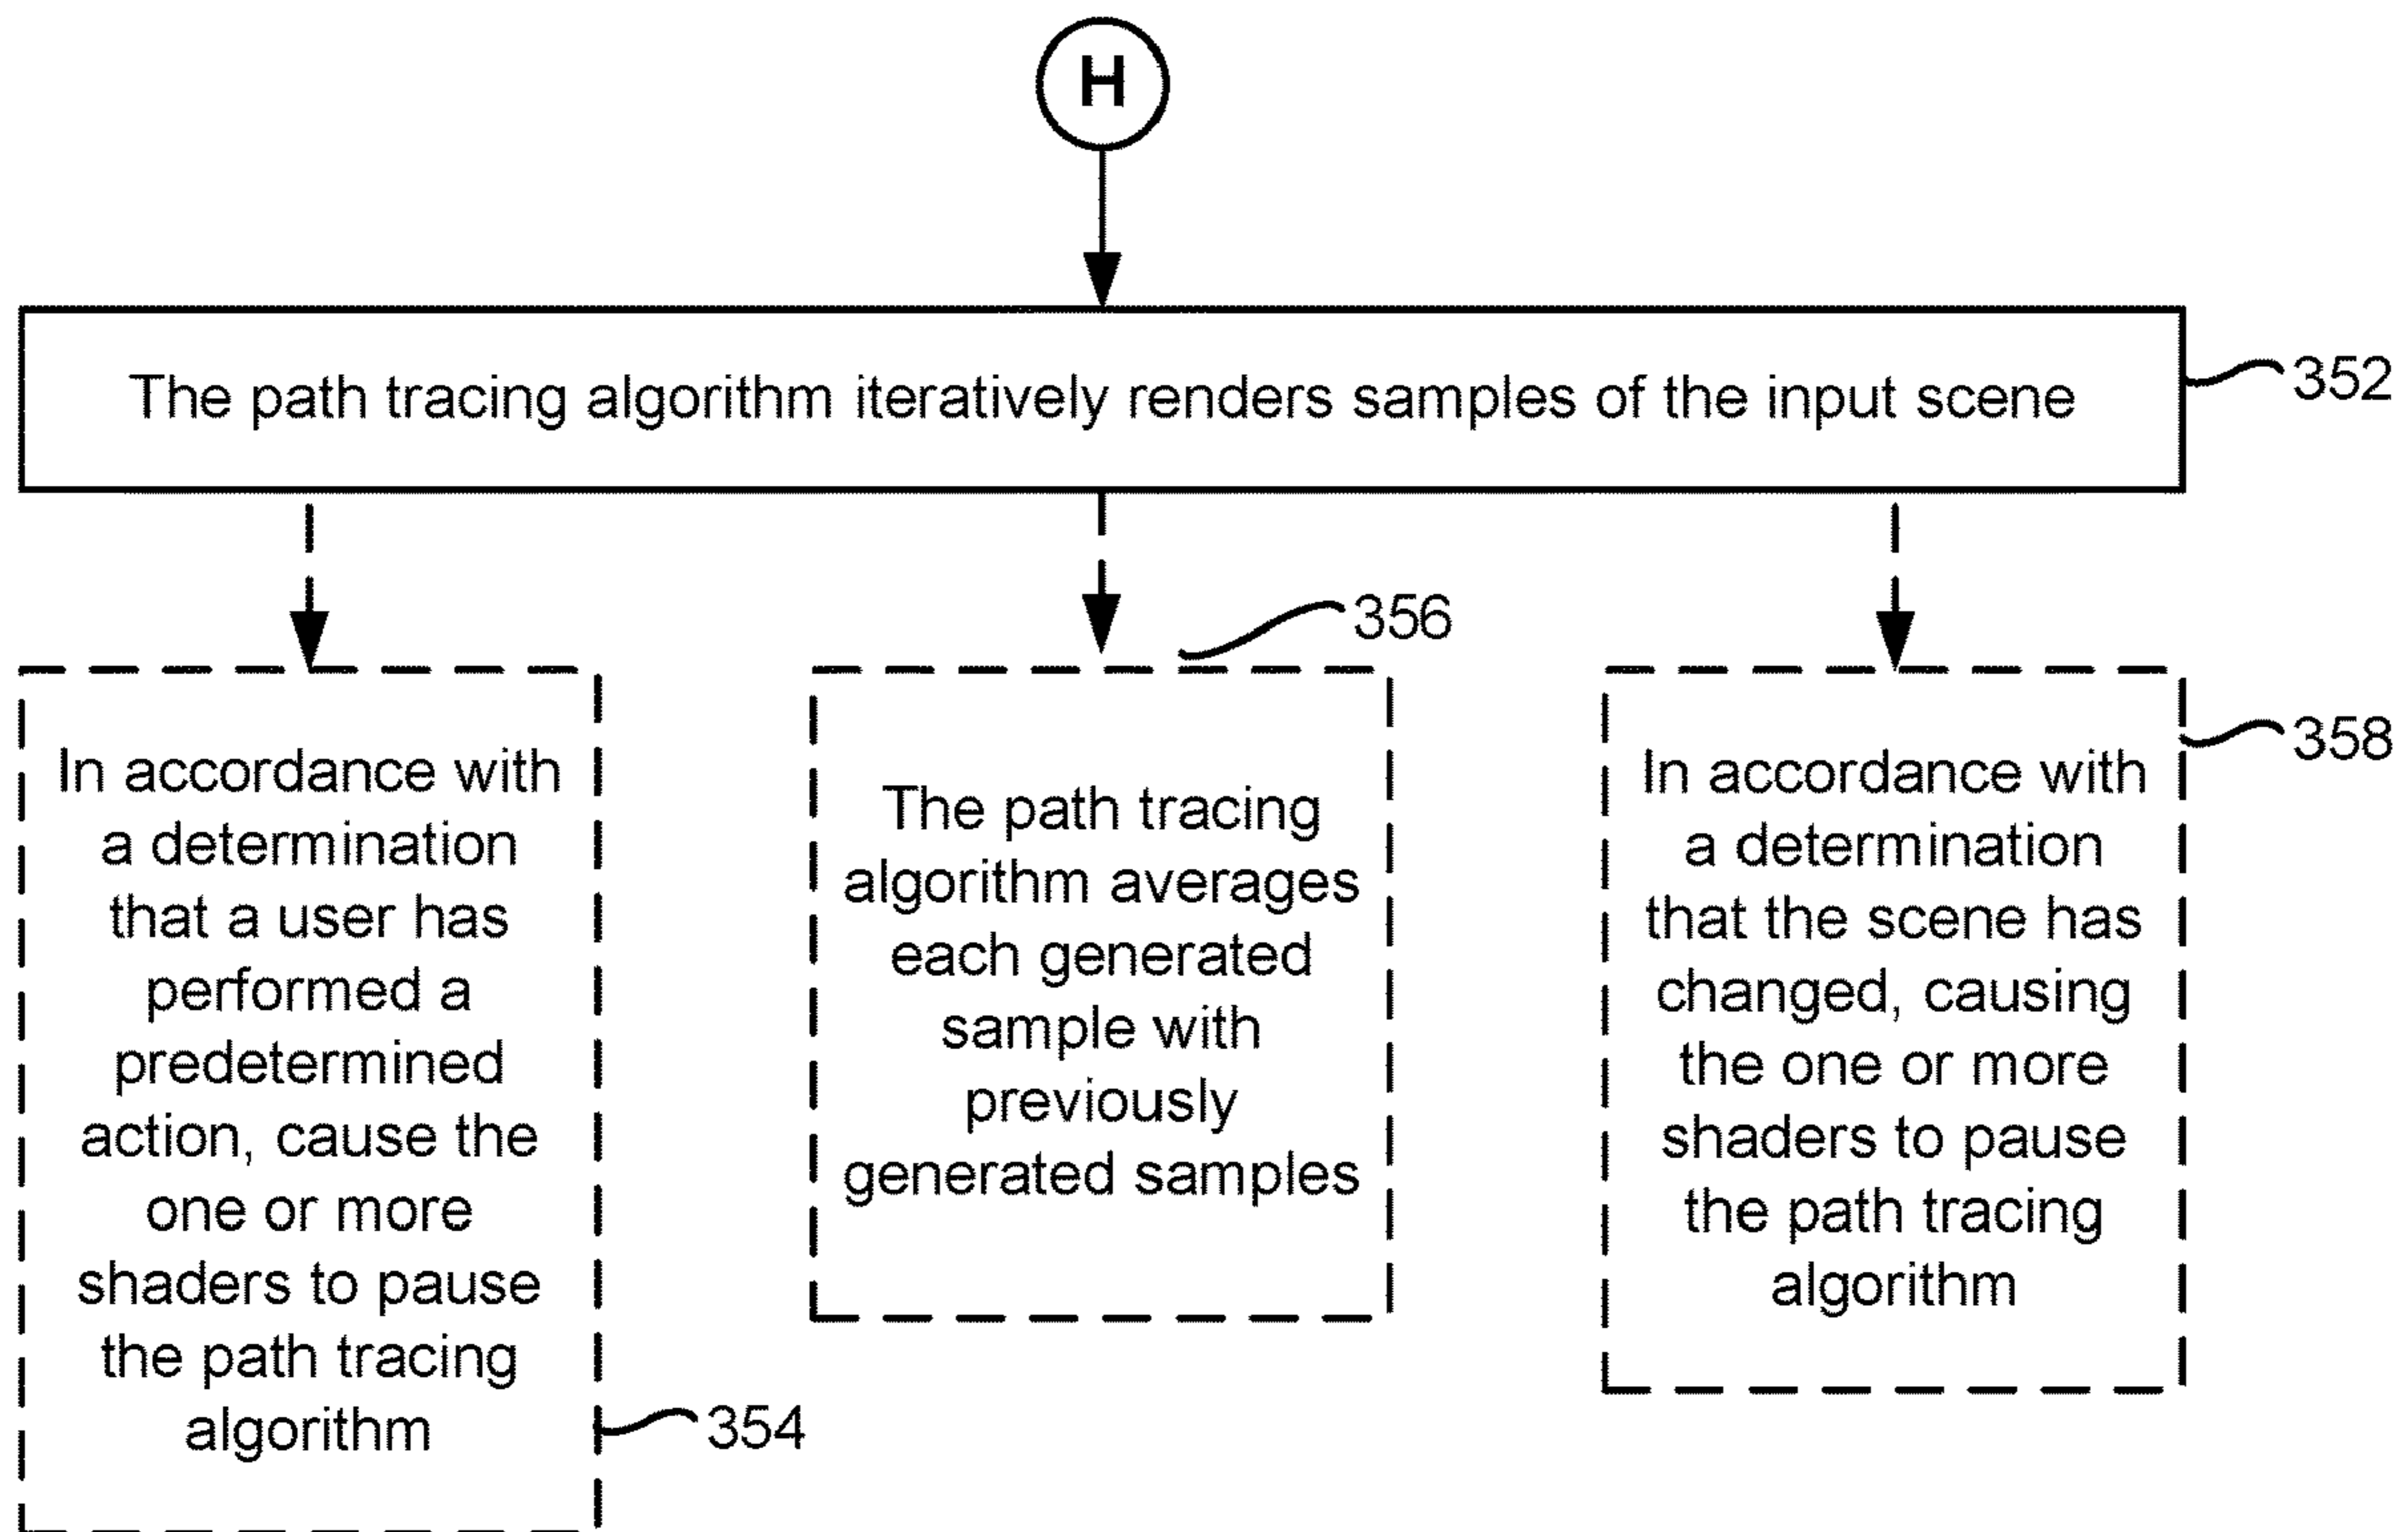 H
The path tracing algorithm iteratively renders samples of the input scene
352
356
In accordance with
a determination
that a user has
performed a
predetermined
action, cause the
one or more
shaders to pause
the path tracing
algorithm
354
The path tracing
algorithm averages
each generated
sample with
previously
generated samples
358
In accordance with
a determination
that the scene has
changed, causing
the one or more
shaders to pause
the path tracing
algorithm